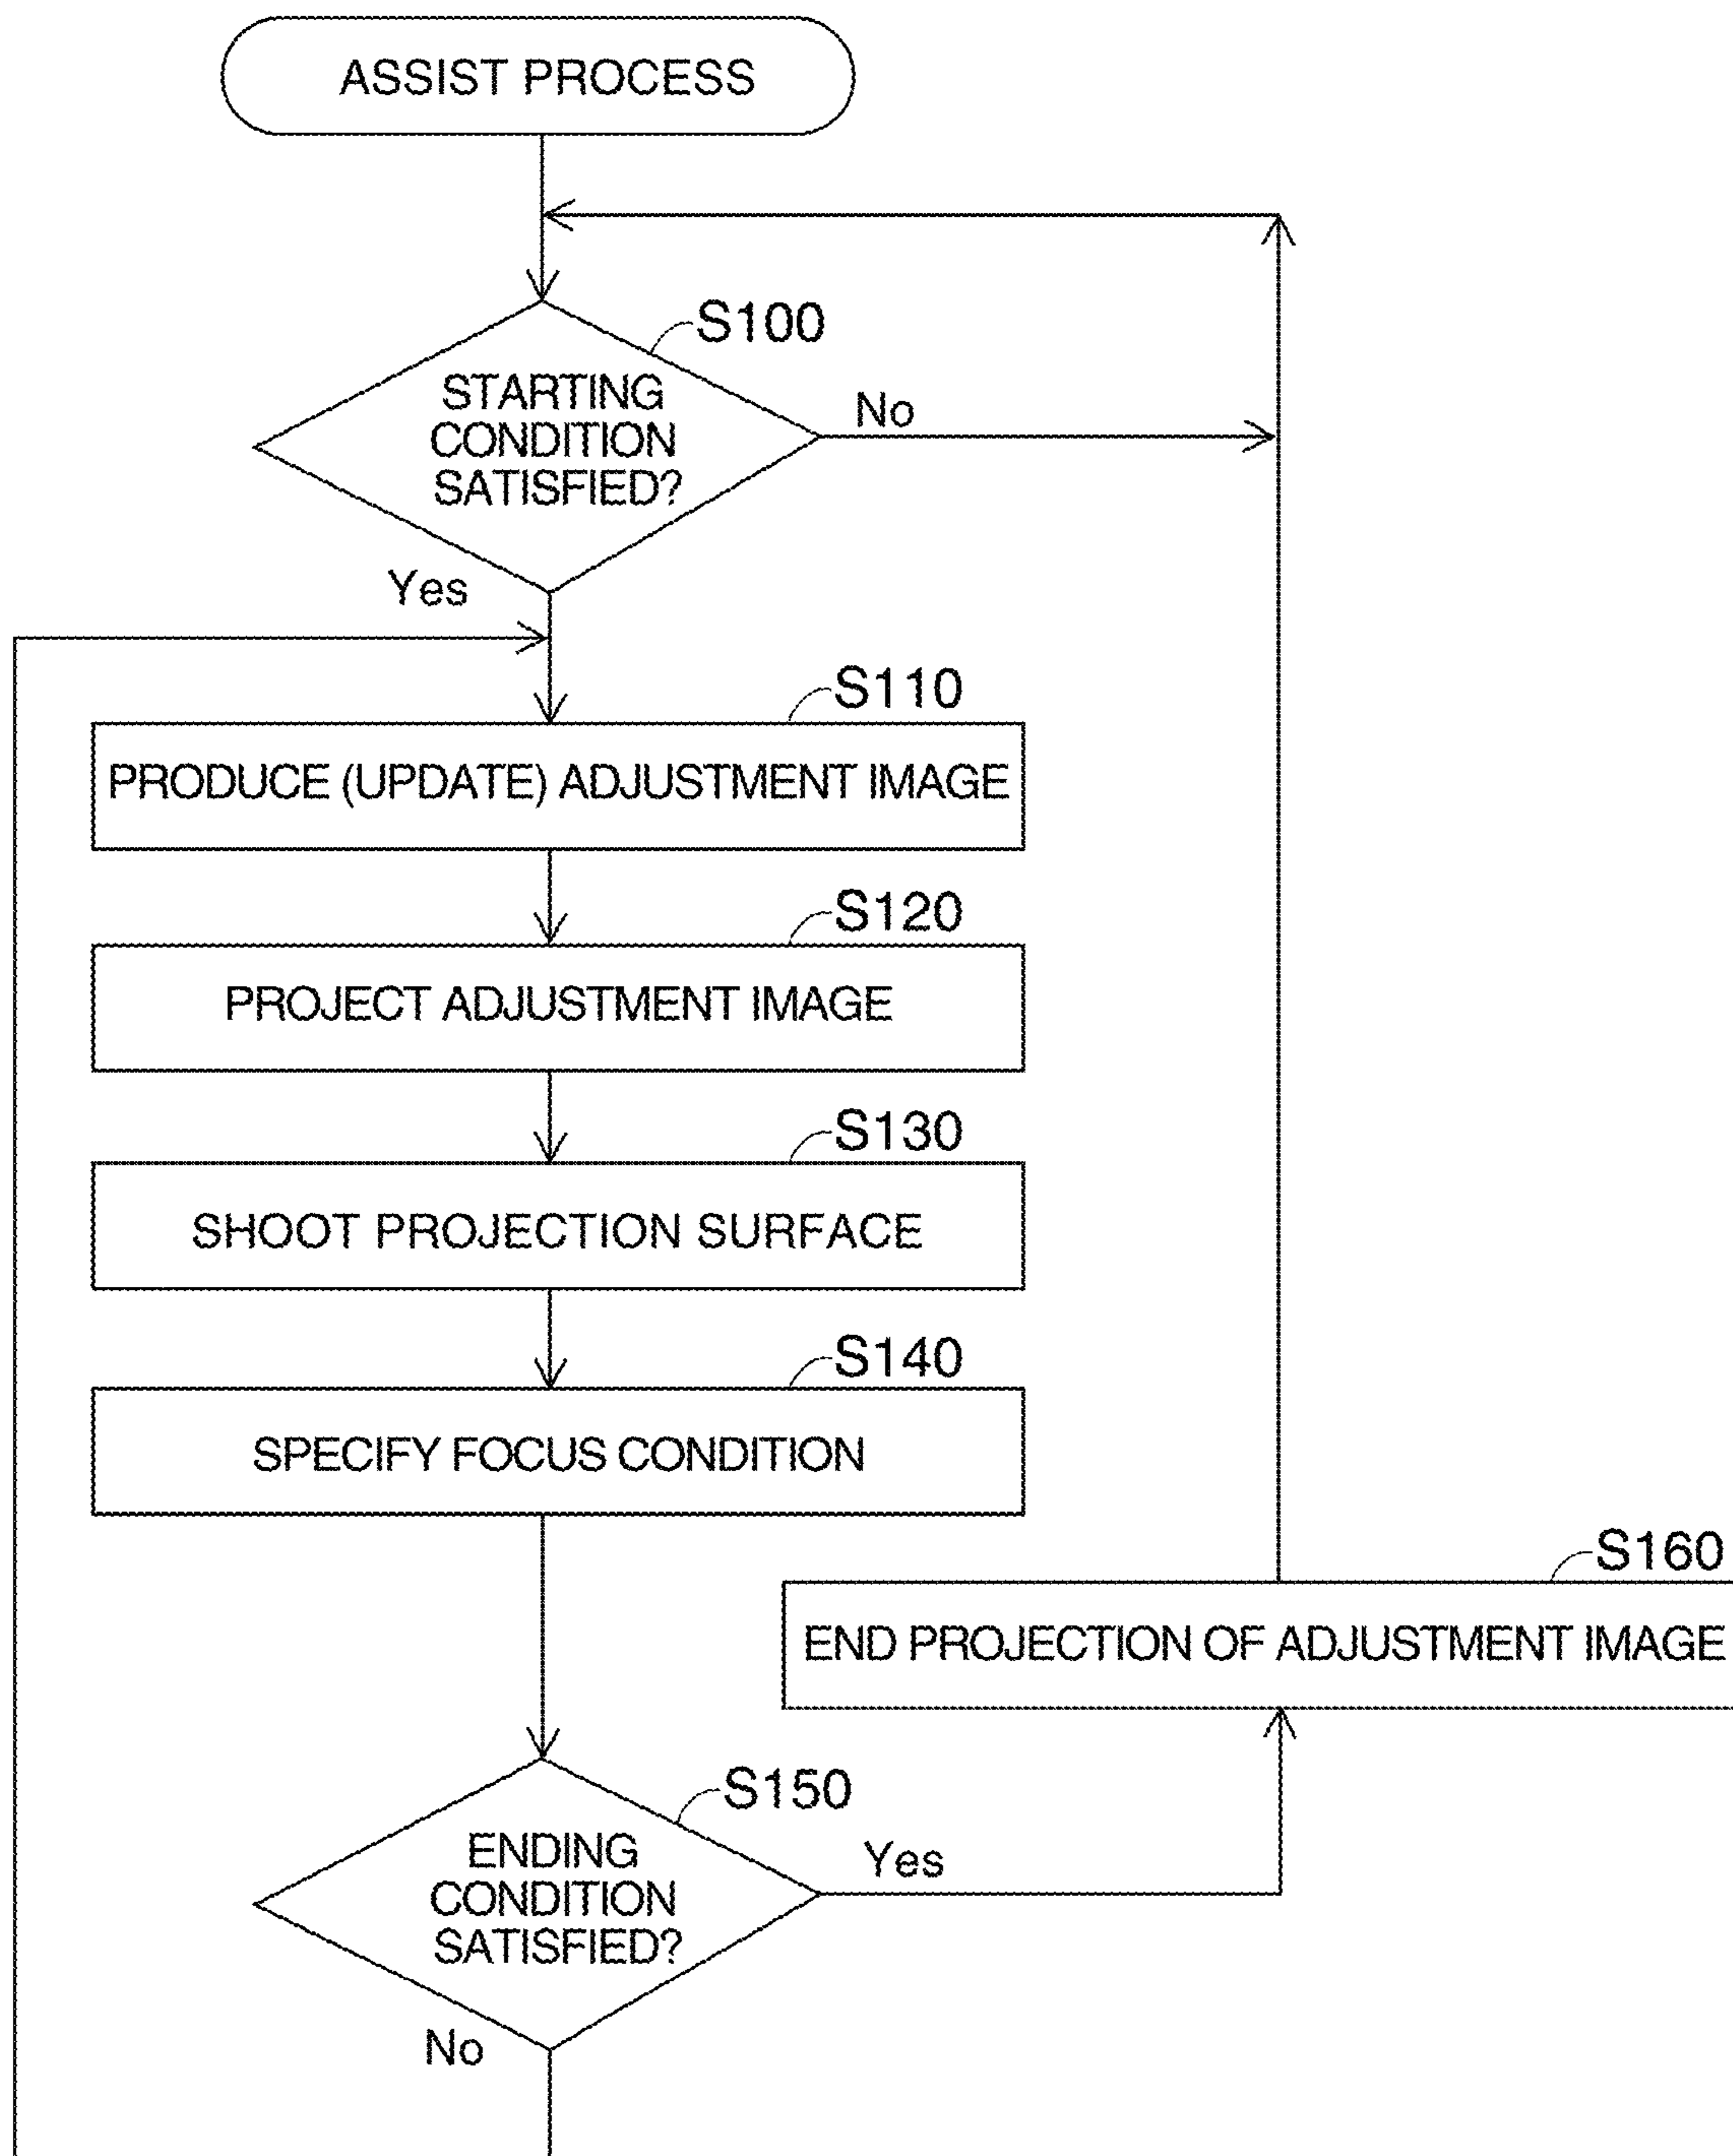 ASSIST PROCESS
S100
STARTING
CONDITION
SATISFIED?
No
Yes
S110
PRODUCE (UPDATE) ADJUSTMENT IMAGE
S120
PROJECT ADJUSTMENT IMAGE
S130
SHOOT PROJECTION SURFACE
S140
SPECIFY FOCUS CONDITION
S160
END PROJECTION OF ADJUSTMENT IMAGE
S150
ENDING
CONDITION
SATISFIED?
Yes
No